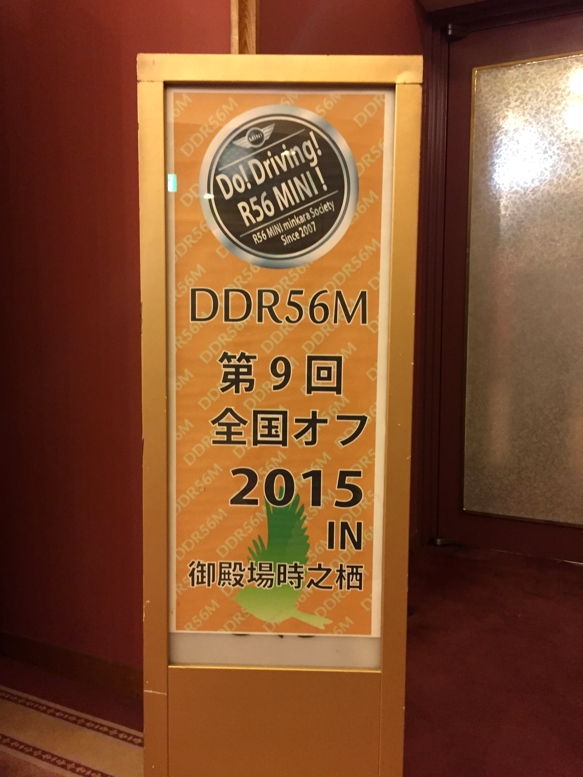 MINI
Do! Driving!
R56 MINI !
R56 MINI minkara Society
Since 2007
DDR56M
第9回
全国オフ
2015
IN
御殿場時之栖